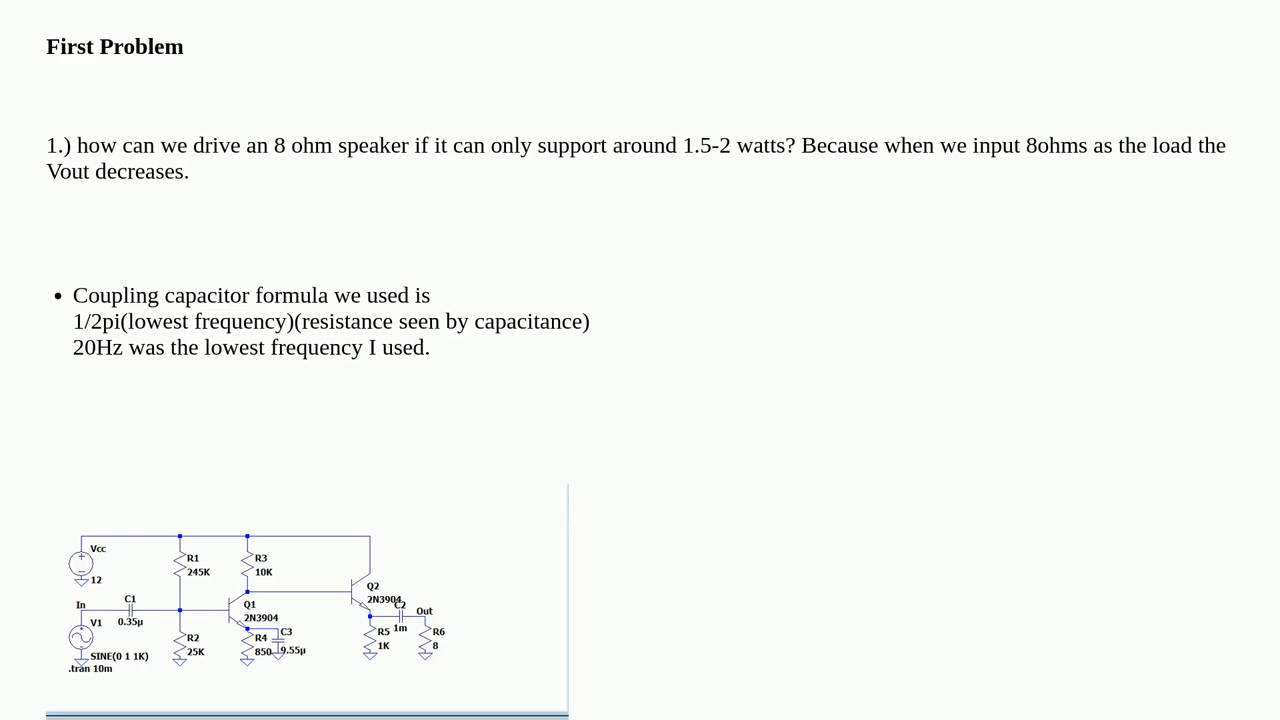 First Problem
1.) how can we drive an 8 ohm speaker if it can only support around 1.5-2 watts? Because when we input 8ohms as the load the
Vout decreases.
• Coupling capacitor formula we used is
1/2pi(lowest frequency)(resistance seen by capacitance)
20Hz was the lowest frequency I used.
Vcc
12
R1
245K
R3
10K
Q2
2N3904
In
C1
0.35µ
Q1
2N3904
C2
1m
Out
V1
SINE(0 1 1K)
.tran 10m
R2
25K
R4
850
C3
9.55µ
R5
1K
R6
8